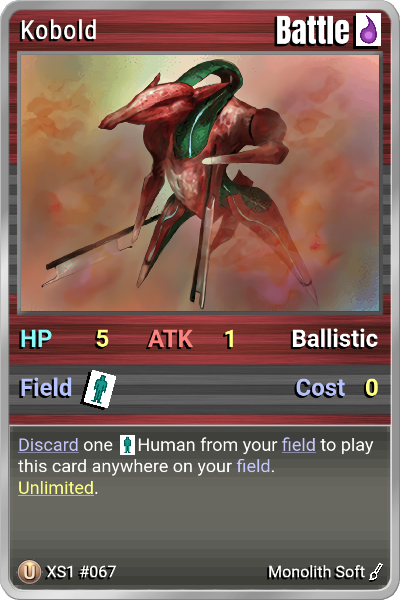 Kobold Battle
HP 5 ATK 1 Ballistic
Field Cost 0
Discard one Human from your field to play
this card anywhere on your field.
Unlimited.
U XS1 #067 Monolith Soft